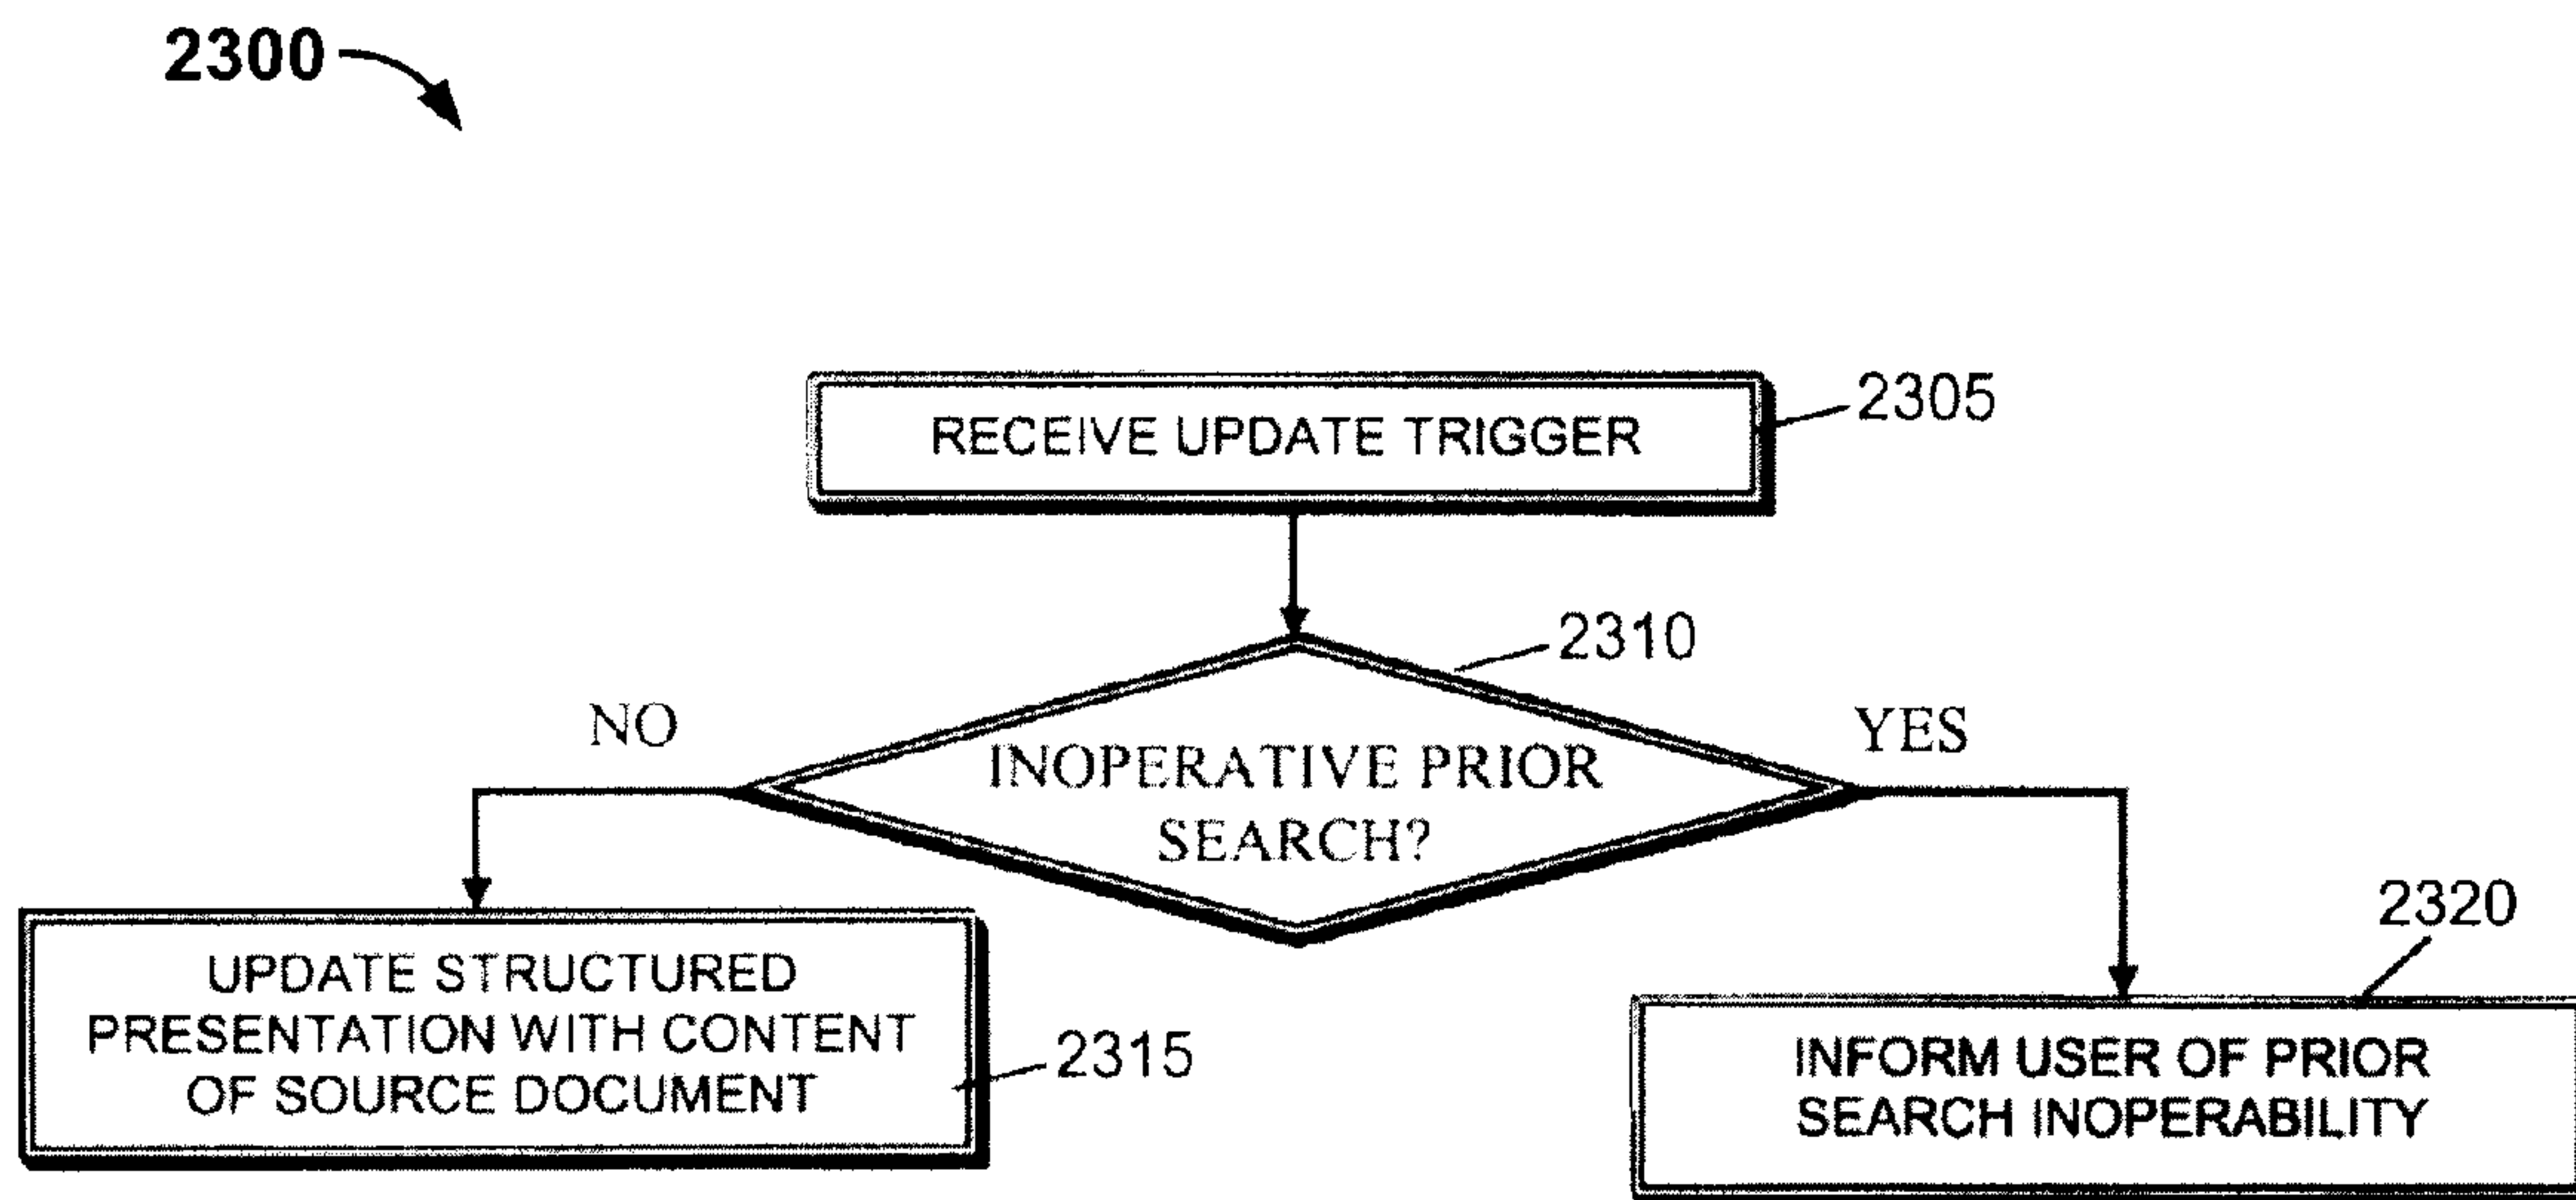 2300
RECEIVE UPDATE TRIGGER
2305
2310
NO
YES
INOPERATIVE PRIOR
SEARCH?
2320
UPDATE STRUCTURED
PRESENTATION WITH CONTENT
OF SOURCE DOCUMENT
2315
INFORM USER OF PRIOR
SEARCH INOPERABILITY